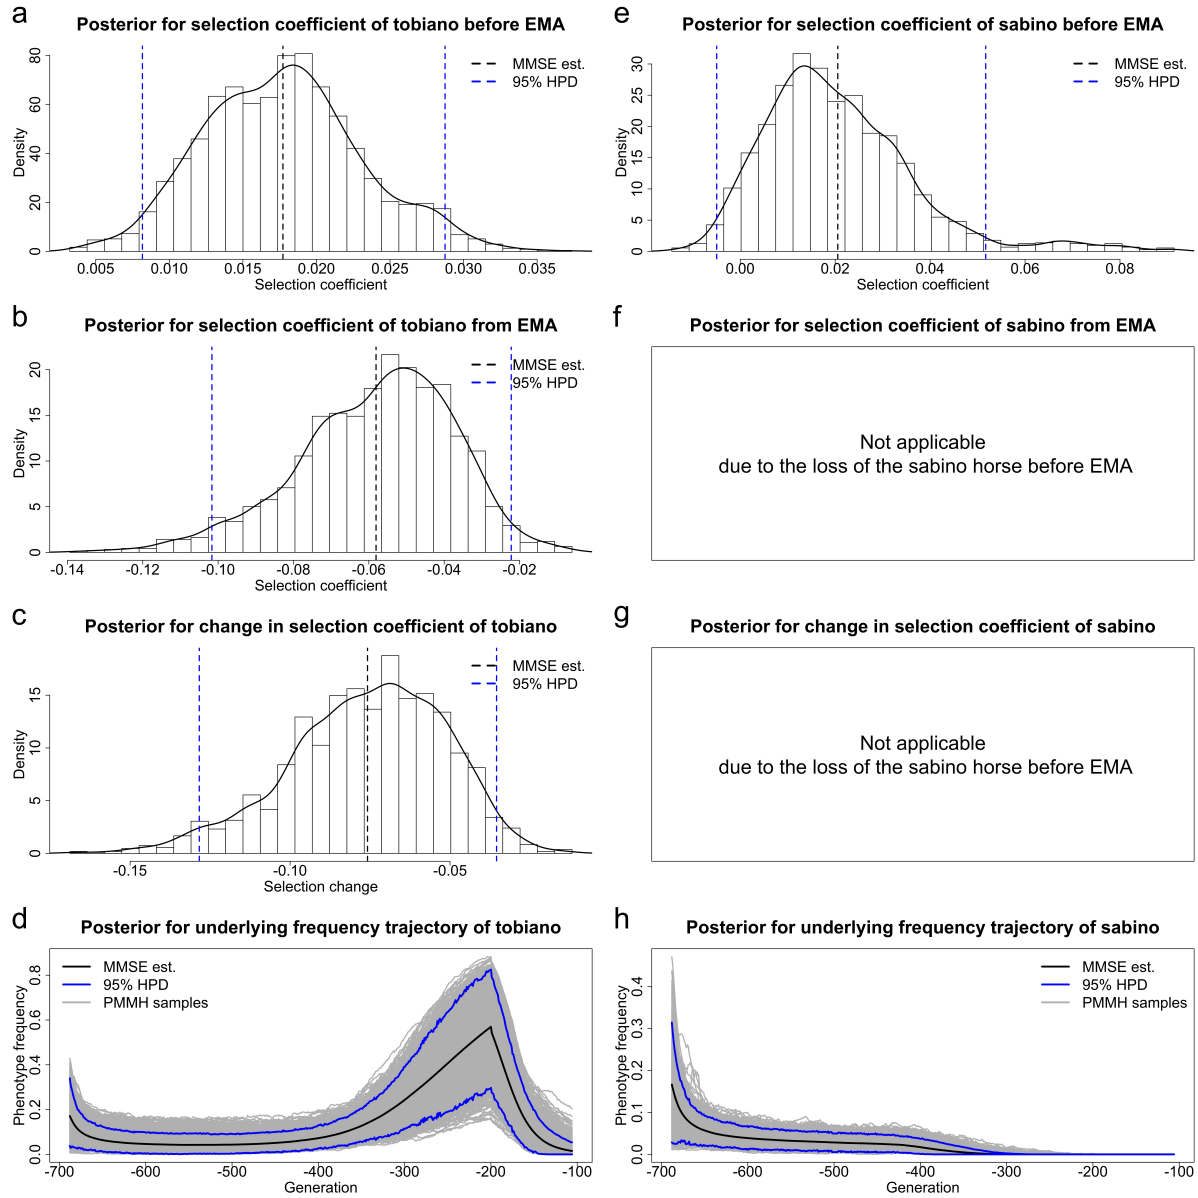 a
Posterior for selection coefficient of tobiano before EMA
MMSE est.
95% HPD
Density
0
20
40
60
80
0.005
0.010
0.015
0.020
0.025
0.030
0.035
Selection coefficient
b
Posterior for selection coefficient of tobiano from EMA
MMSE est.
95% HPD
Density
0
5
10
15
20
-0.14
-0.12
-0.10
-0.08
-0.06
-0.04
-0.02
Selection coefficient
c
Posterior for change in selection coefficient of tobiano
MMSE est.
95% HPD
Density
0
5
10
15
-0.15
-0.10
-0.05
Selection change
d
Posterior for underlying frequency trajectory of tobiano
MMSE est.
95% HPD
PMMH samples
Phenotype frequency
0.0
0.2
0.4
0.6
0.8
-700
-600
-500
-400
-300
-200
-100
Generation
e
Posterior for selection coefficient of sabino before EMA
MMSE est.
95% HPD
Density
0
5
10
15
20
25
30
0.00
0.02
0.04
0.06
0.08
Selection coefficient
f
Posterior for selection coefficient of sabino from EMA
Not applicable
due to the loss of the sabino horse before EMA
g
Posterior for change in selection coefficient of sabino
Not applicable
due to the loss of the sabino horse before EMA
h
Posterior for underlying frequency trajectory of sabino
MMSE est.
95% HPD
PMMH samples
Phenotype frequency
0.0
0.1
0.2
0.3
0.4
-700
-600
-500
-400
-300
-200
-100
Generation